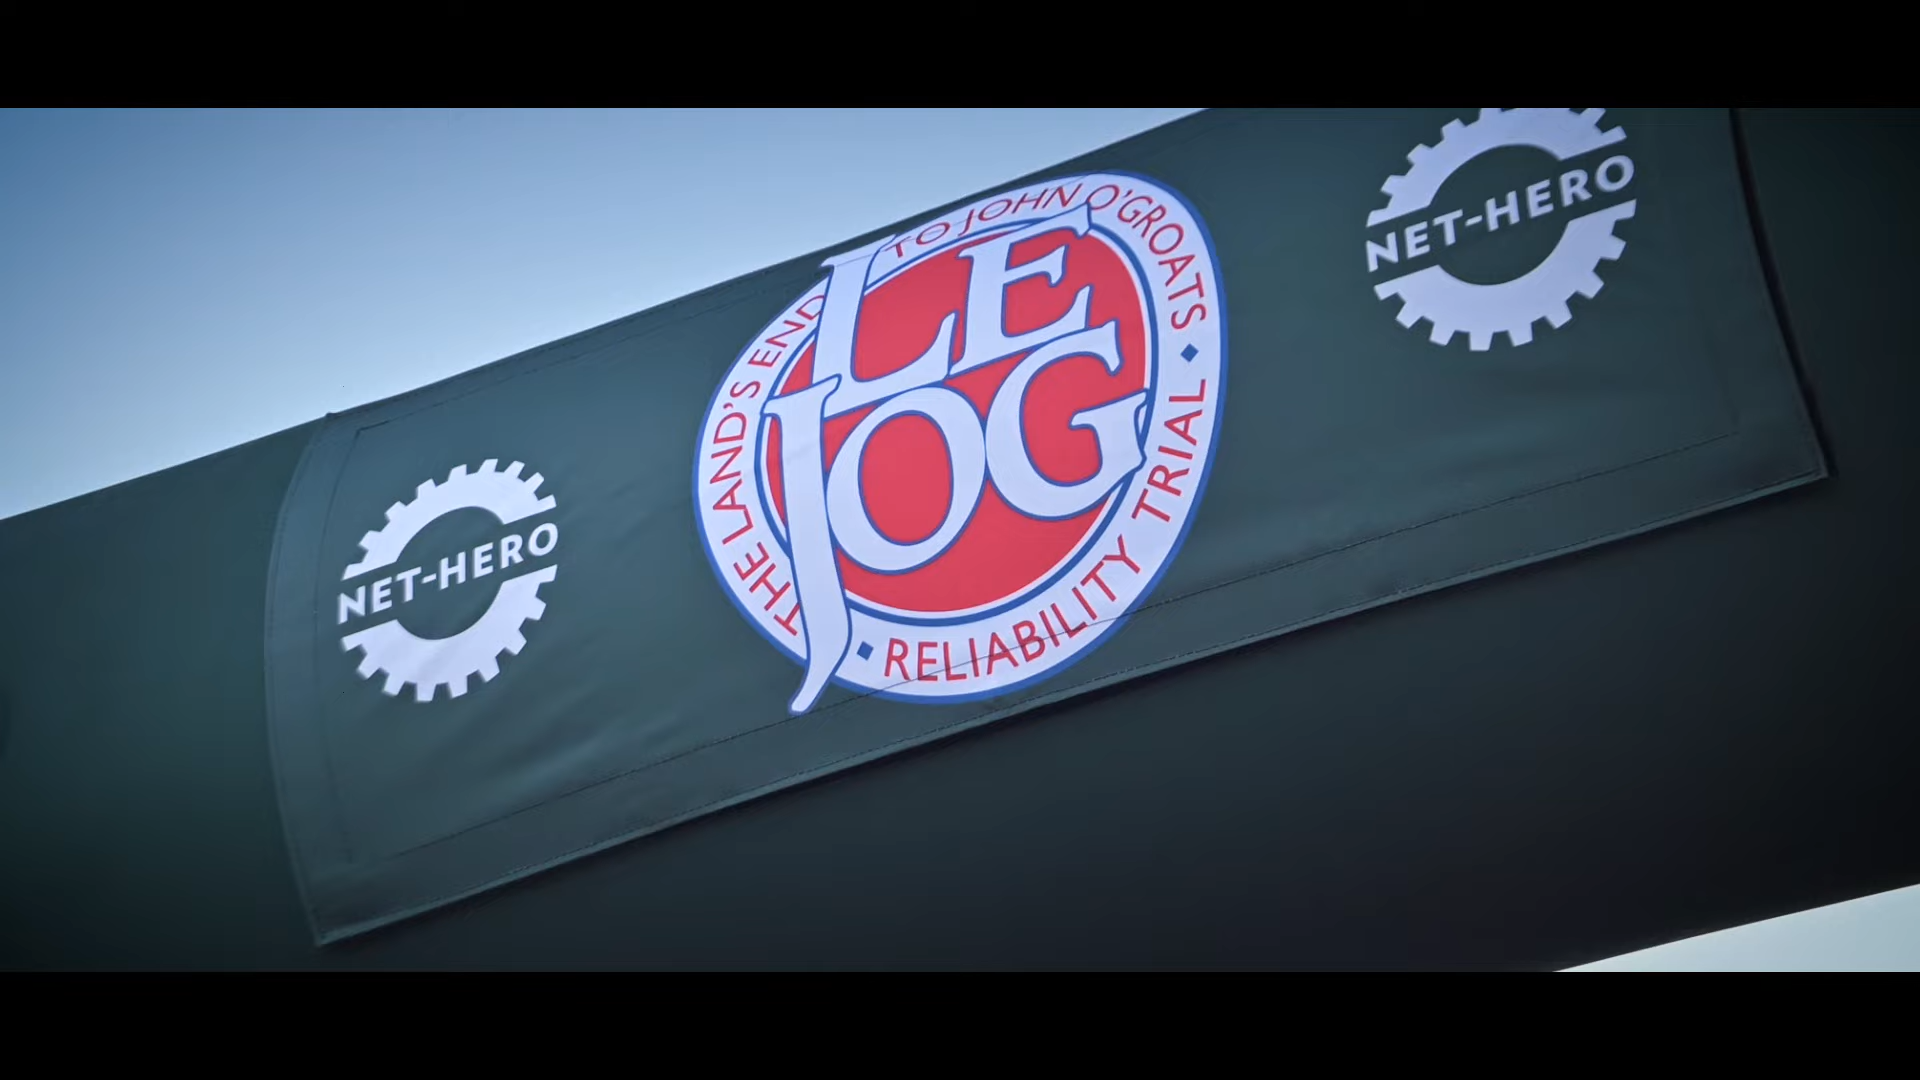 NET-HERO
THE LAND'S END TO JOHN O'GROATS
LE
JOG
RELIABILITY TRIAL
NET-HERO